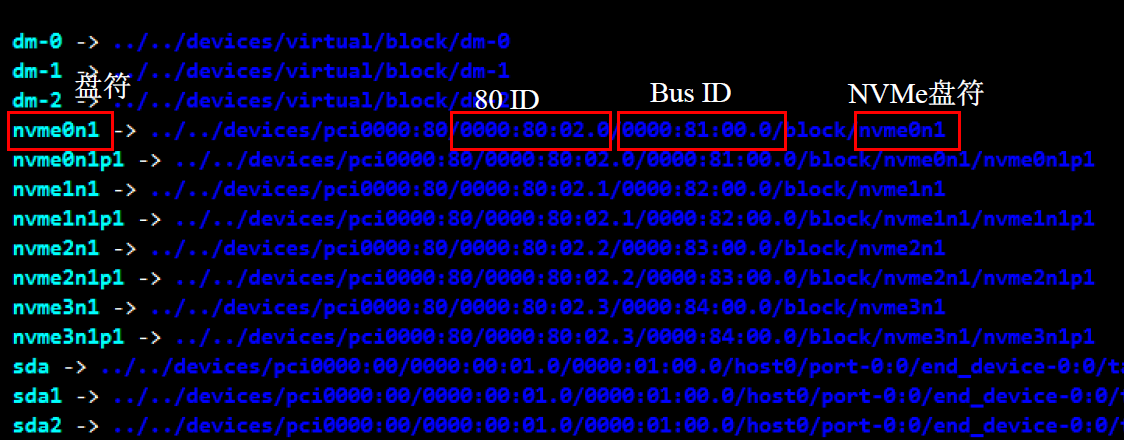 dm-0 -> ../../devices/virtual/block/dm-0
dm-1 -> ../../devices/virtual/block/dm-1
盘符 80 ID Bus ID NVMe盘符
dm-2 -> ../../devices/virtual/block/dm-2
nvme0n1 -> ../../devices/pci0000:80/0000:80:02.0/0000:81:00.0/block/nvme0n1
nvme0n1p1 -> ../../devices/pci0000:80/0000:80:02.0/0000:81:00.0/block/nvme0n1/nvme0n1p1
nvme1n1 -> ../../devices/pci0000:80/0000:80:02.1/0000:82:00.0/block/nvme1n1
nvme1n1p1 -> ../../devices/pci0000:80/0000:80:02.1/0000:82:00.0/block/nvme1n1/nvme1n1p1
nvme2n1 -> ../../devices/pci0000:80/0000:80:02.2/0000:83:00.0/block/nvme2n1
nvme2n1p1 -> ../../devices/pci0000:80/0000:80:02.2/0000:83:00.0/block/nvme2n1/nvme2n1p1
nvme3n1 -> ../../devices/pci0000:80/0000:80:02.3/0000:84:00.0/block/nvme3n1
nvme3n1p1 -> ../../devices/pci0000:80/0000:80:02.3/0000:84:00.0/block/nvme3n1/nvme3n1p1
sda -> ../../devices/pci0000:00/0000:00:01.0/0000:01:00.0/host0/port-0:0/end_device-0:0/ta
sda1 -> ../../devices/pci0000:00/0000:00:01.0/0000:01:00.0/host0/port-0:0/end_device-0:0/
sda2 -> ../../devices/pci0000:00/0000:00:01.0/0000:01:00.0/host0/port-0:0/end_device-0:0/